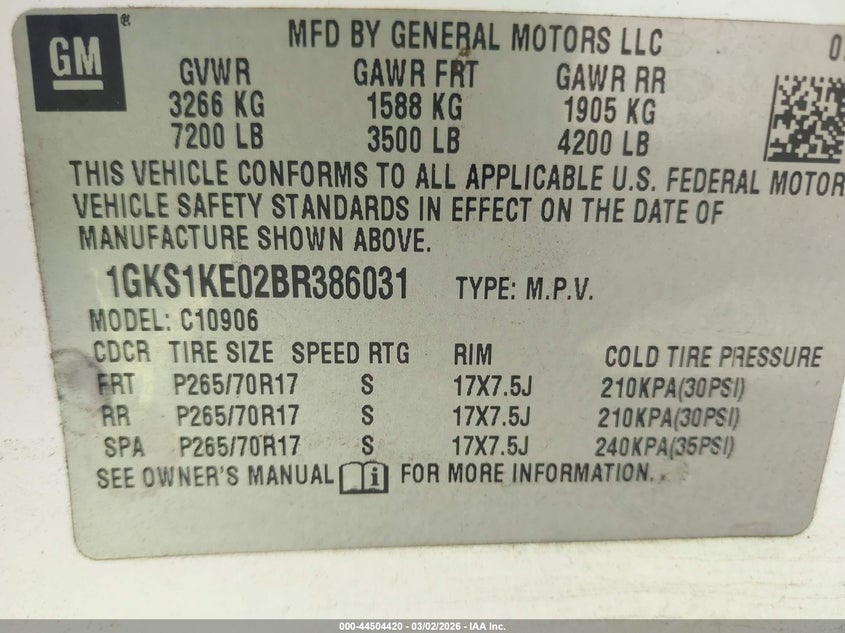 GM
MFD BY GENERAL MOTORS LLC
GVWR GAWR FRT GAWR RR
3266 KG 1588 KG 1905 KG
7200 LB 3500 LB 4200 LB
THIS VEHICLE CONFORMS TO ALL APPLICABLE U.S. FEDERAL MOTOR
VEHICLE SAFETY STANDARDS IN EFFECT ON THE DATE OF
MANUFACTURE SHOWN ABOVE.
1GKS1KE02BR386031 TYPE: M.P.V.
MODEL: C10906
CDCR TIRE SIZE SPEED RTG RIM COLD TIRE PRESSURE
FRT P265/70R17 S 17X7.5J 210KPA(30PSI)
RR P265/70R17 S 17X7.5J 210KPA(30PSI)
SPA P265/70R17 S 17X7.5J 240KPA(35PSI)
SEE OWNER'S MANUAL FOR MORE INFORMATION.
000-44504420 - 03/02/2026 - IAA Inc.